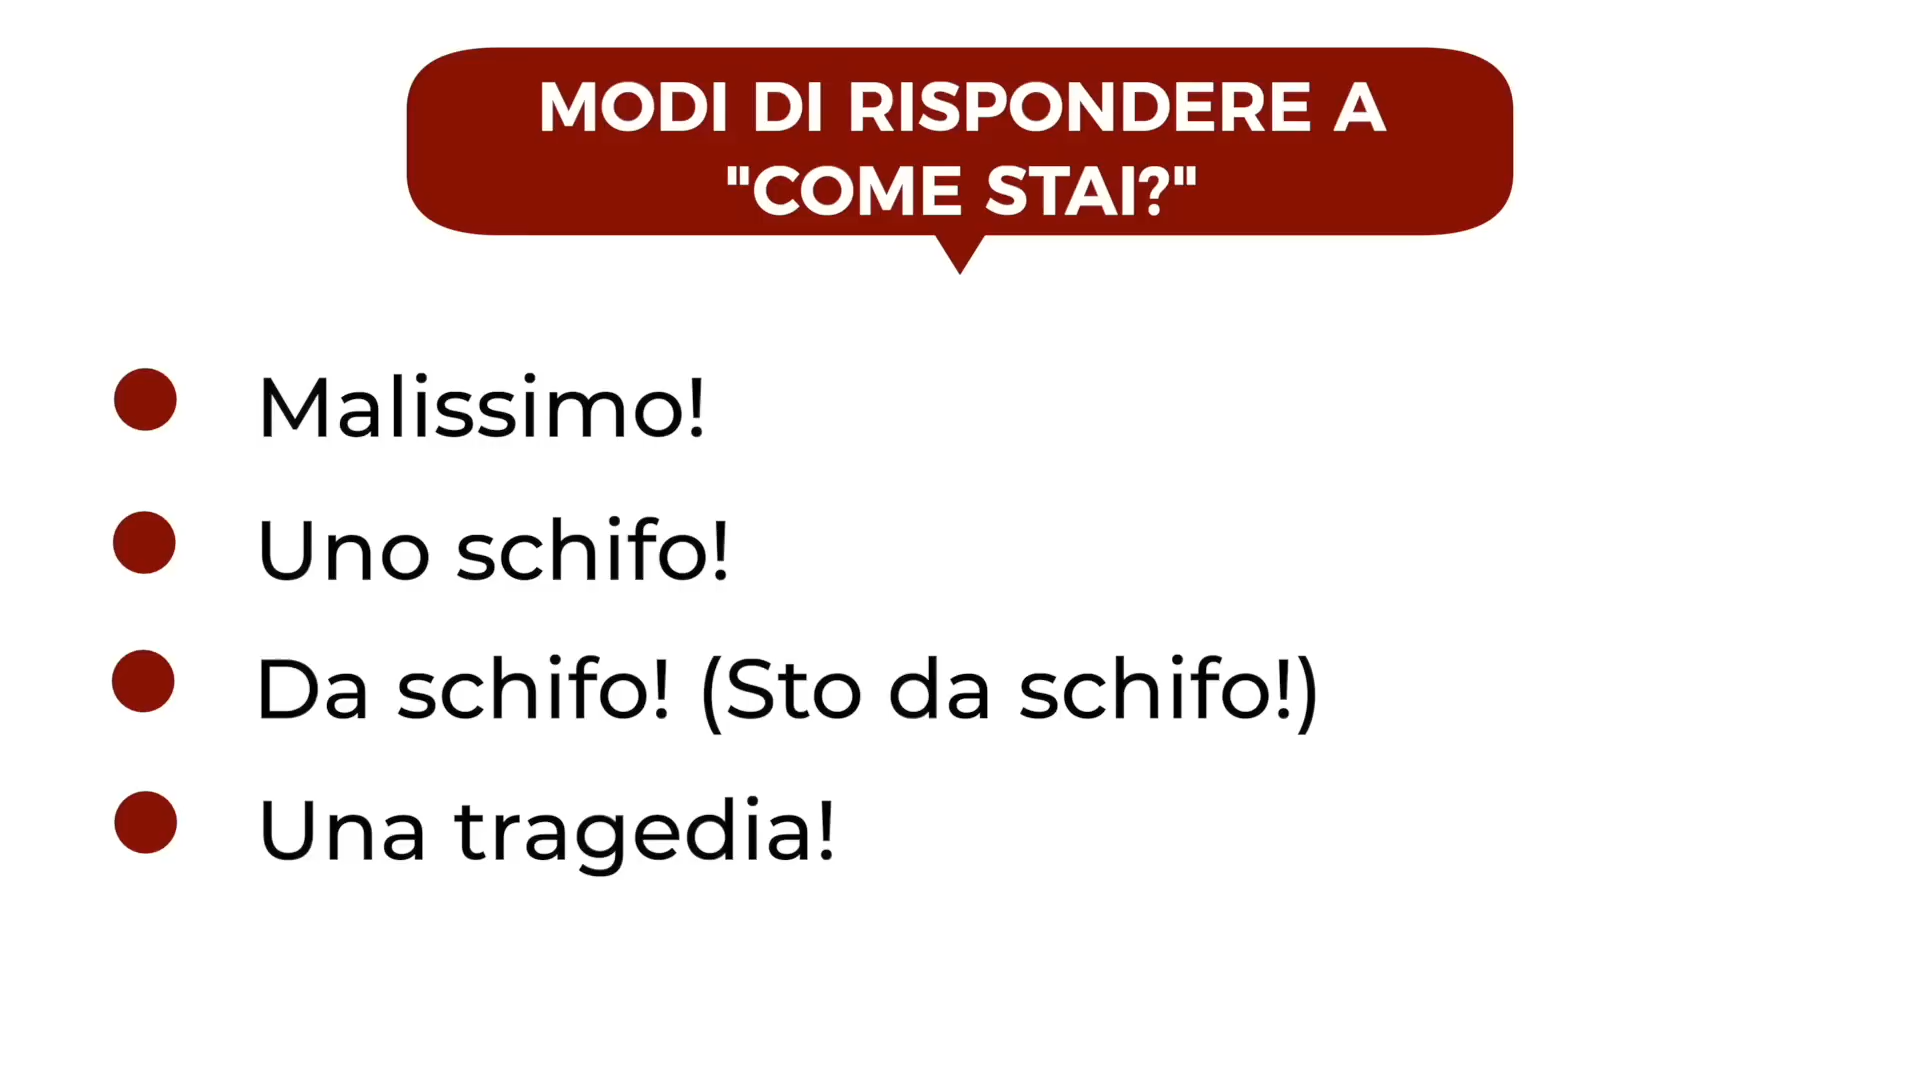 MODI DI RISPONDERE A
"COME STAI?"
Malissimo!
Uno schifo!
Da schifo! (Sto da schifo!)
Una tragedia!